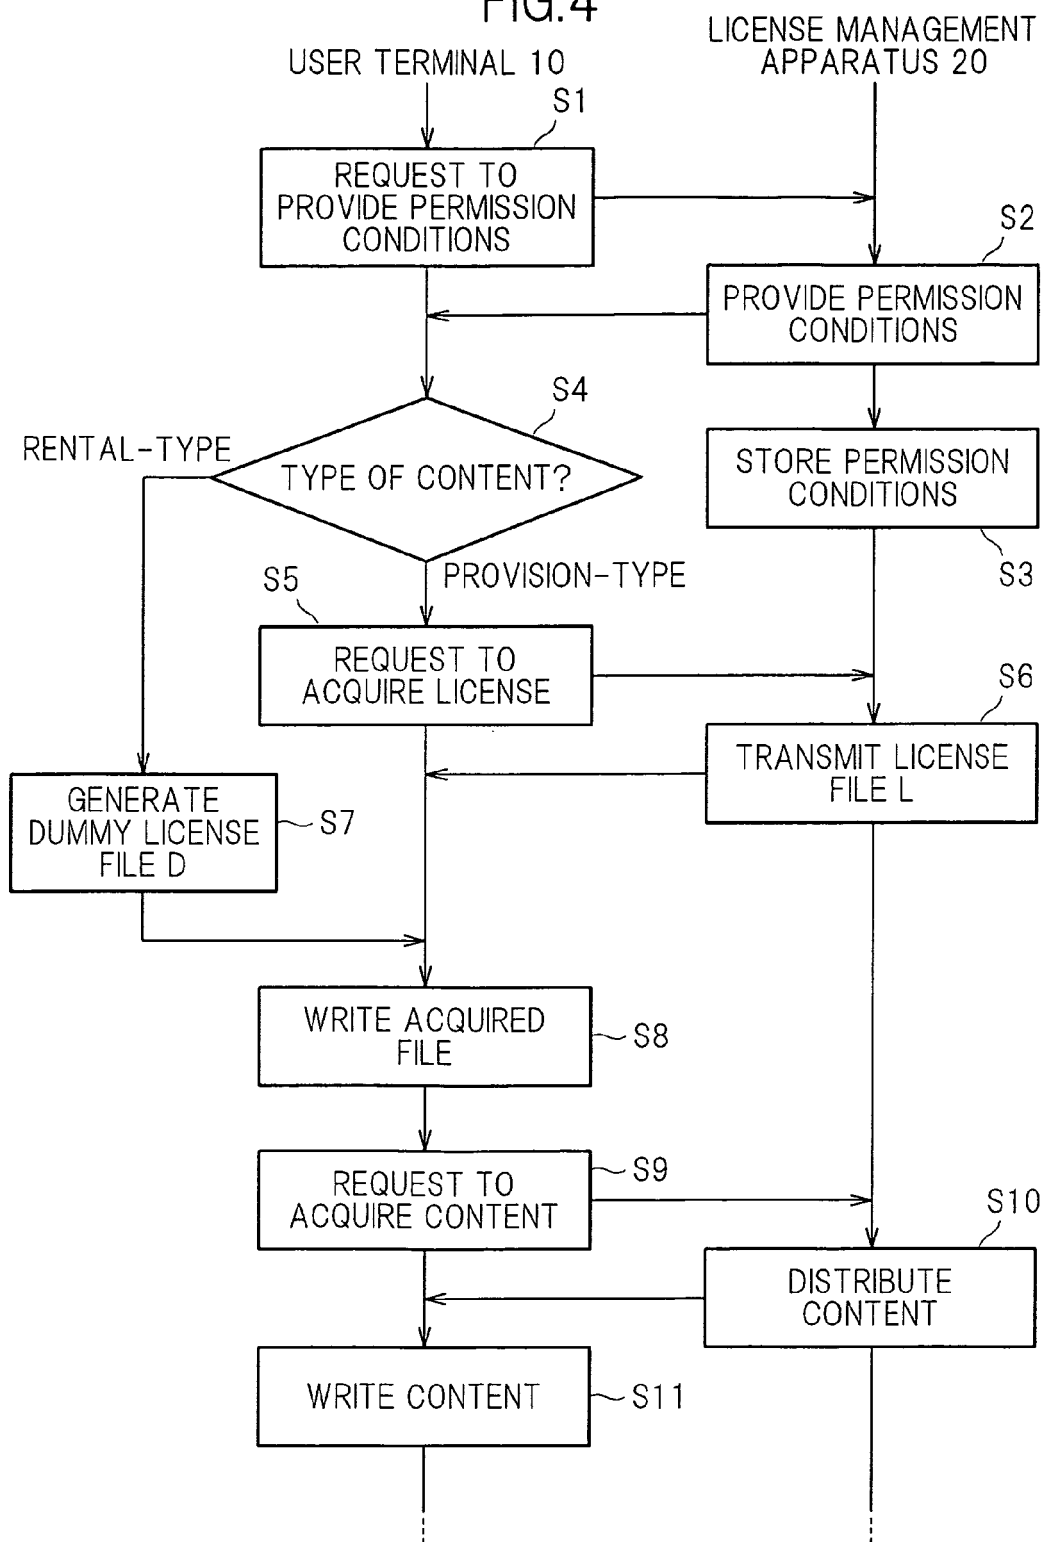 FIG.4
USER TERMINAL 10
LICENSE MANAGEMENT
APPARATUS 20
S1
REQUEST TO
PROVIDE PERMISSION
CONDITIONS
S2
PROVIDE PERMISSION
CONDITIONS
S4
RENTAL-TYPE
TYPE OF CONTENT?
STORE PERMISSION
CONDITIONS
S3
PROVISION-TYPE
S5
REQUEST TO
ACQUIRE LICENSE
S6
TRANSMIT LICENSE
FILE L
GENERATE
DUMMY LICENSE
FILE D
S7
WRITE ACQUIRED
FILE
S8
REQUEST TO
ACQUIRE CONTENT
S9
S10
DISTRIBUTE
CONTENT
WRITE CONTENT
S11